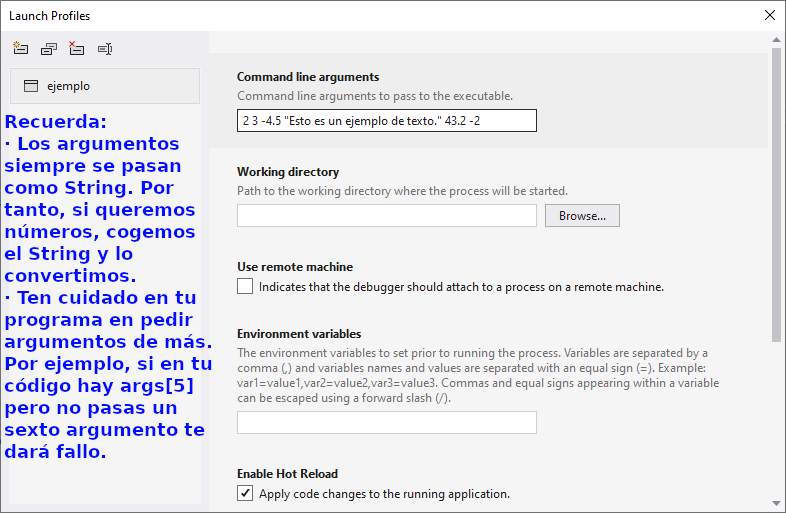 Launch Profiles
ejemplo
Recuerda:
· Los argumentos
siempre se pasan
como String. Por
tanto, si queremos
números, cogemos
el String y lo
convertimos.
· Ten cuidado en tu
programa en pedir
argumentos de más.
Por ejemplo, si en tu
código hay args[5]
pero no pasas un
sexto argumento te
dará fallo.
Command line arguments
Command line arguments to pass to the executable.
2 3 -4.5 "Esto es un ejemplo de texto." 43.2 -2
Working directory
Path to the working directory where the process will be started.
Browse...
Use remote machine
Indicates that the debugger should attach to a process on a remote machine.
Environment variables
The environment variables to set prior to running the process. Variables are separated by a
comma (,) and variables names and values are separated with an equal sign (=). Example:
var1=value1,var2=value2,var3=value3. Commas and equal signs appearing within a variable
can be escaped using a forward slash (/).
Enable Hot Reload
Apply code changes to the running application.